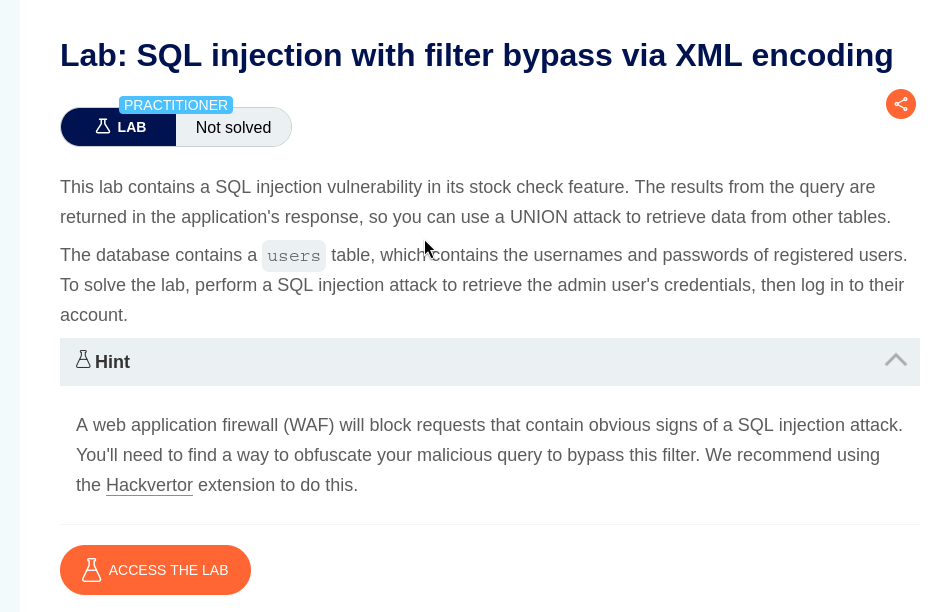 Lab: SQL injection with filter bypass via XML encoding
PRACTITIONER
LAB Not solved
This lab contains a SQL injection vulnerability in its stock check feature. The results from the query are
returned in the application's response, so you can use a UNION attack to retrieve data from other tables.
The database contains a users table, which contains the usernames and passwords of registered users.
To solve the lab, perform a SQL injection attack to retrieve the admin user's credentials, then log in to their
account.
Hint
A web application firewall (WAF) will block requests that contain obvious signs of a SQL injection attack.
You'll need to find a way to obfuscate your malicious query to bypass this filter. We recommend using
the Hackvertor extension to do this.
ACCESS THE LAB